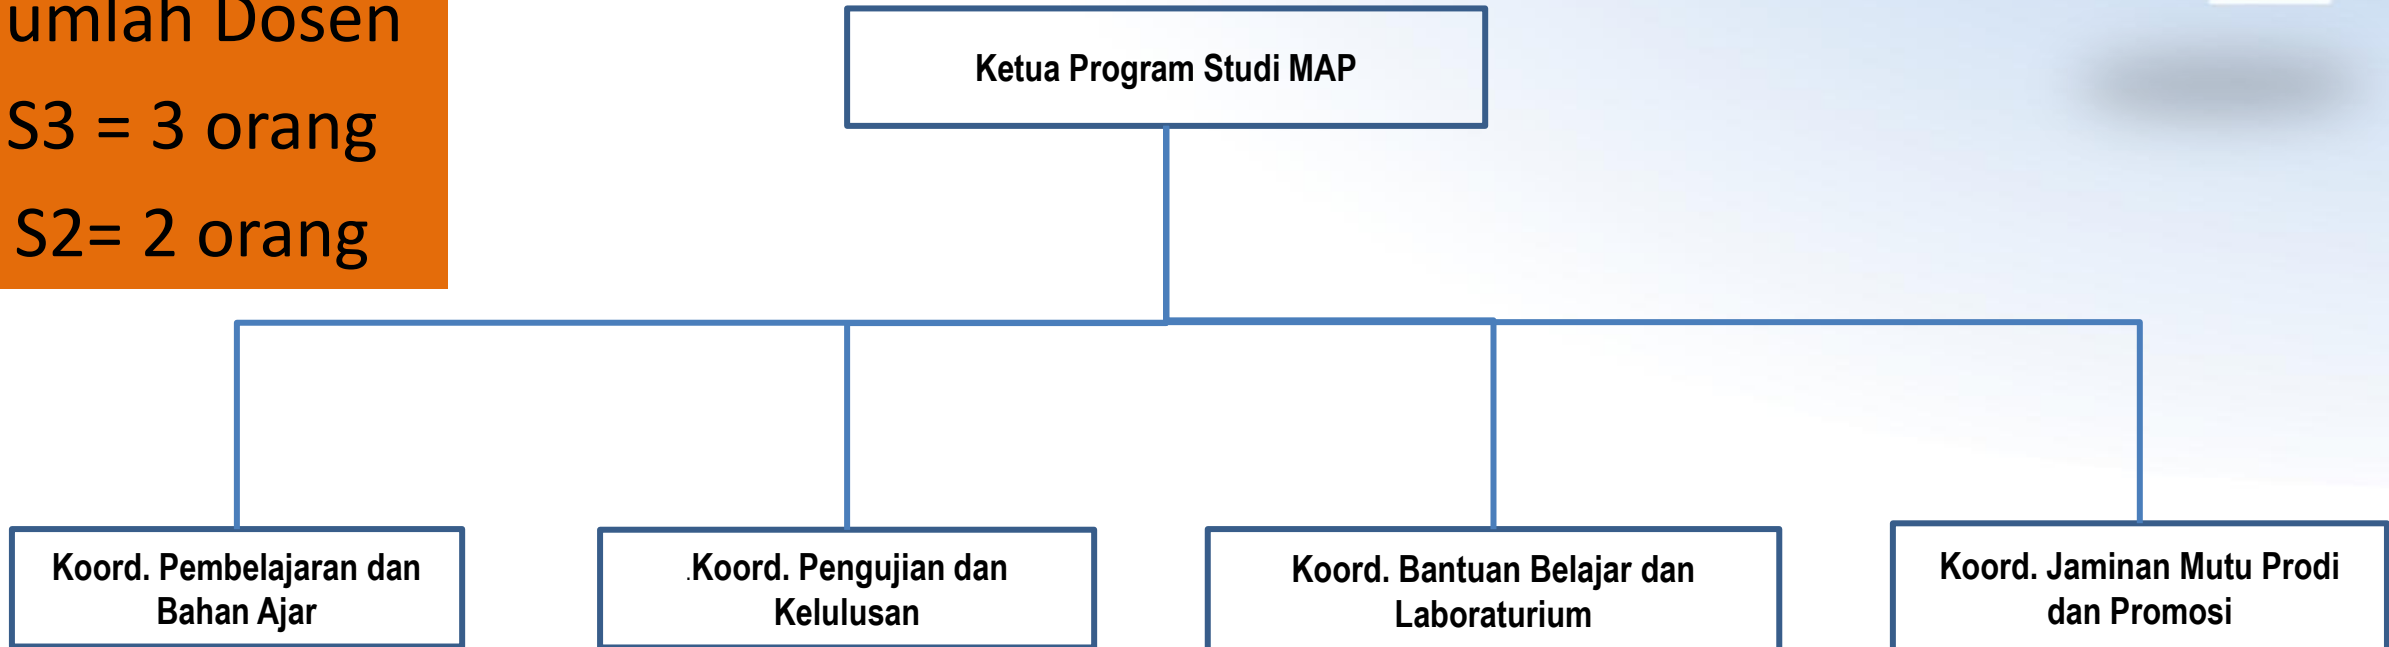 umlah Dosen
S3 = 3 orang
S2= 2 orang
Ketua Program Studi MAP
Koord. Pembelajaran dan
Bahan Ajar
.Koord. Pengujian dan
Kelulusan
Koord. Bantuan Belajar dan
Laboraturium
Koord. Jaminan Mutu Prodi
dan Promosi